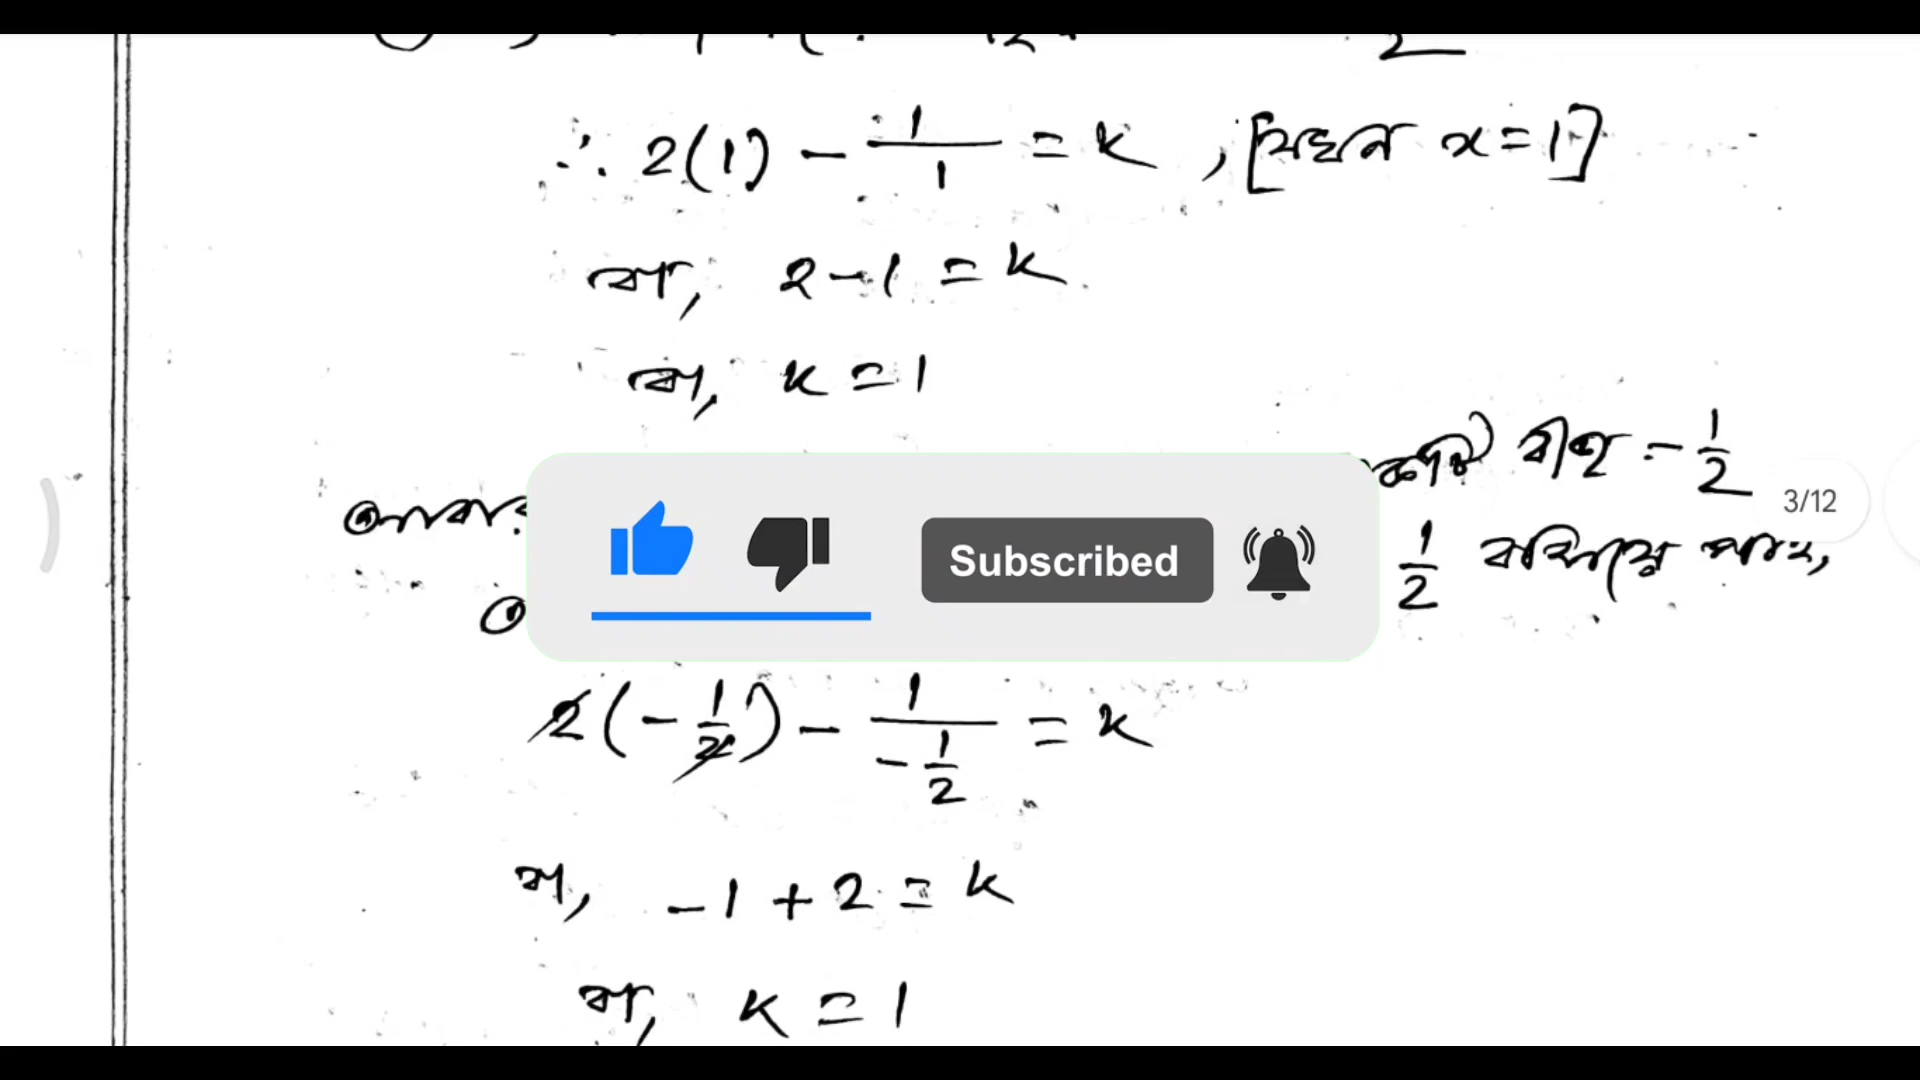 ∴ 2(1) - 1/1 = k , [যখন x = 1]
বা, 2 - 1 = k
বা, k = 1
বীজ = - 1/2
আবার
1/2 বসিয়ে পাই,
3/12
Subscribed
2(- 1/2) - 1/(- 1/2) = k
বা, -1 + 2 = k
বা, k = 1